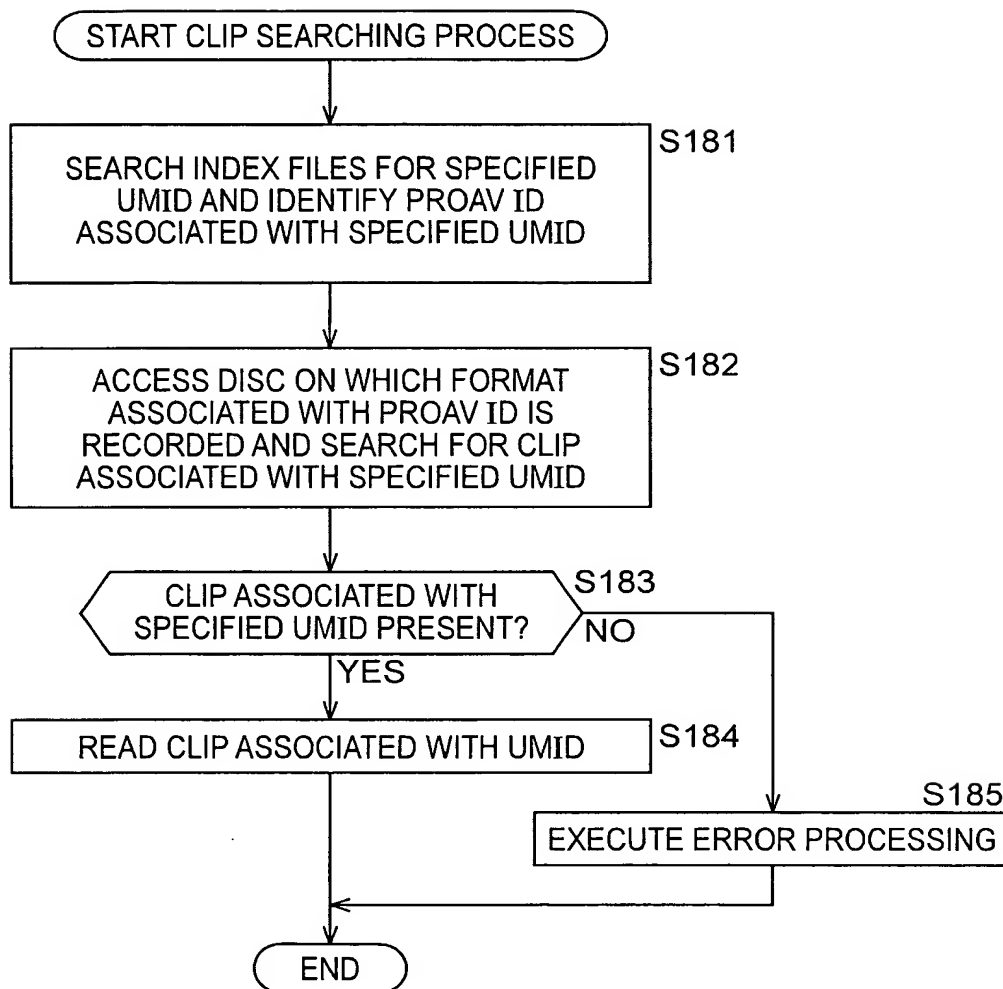 START CLIP SEARCHING PROCESS
S181
SEARCH INDEX FILES FOR SPECIFIED
UMID AND IDENTIFY PROAV ID
ASSOCIATED WITH SPECIFIED UMID
S182
ACCESS DISC ON WHICH FORMAT
ASSOCIATED WITH PROAV ID IS
RECORDED AND SEARCH FOR CLIP
ASSOCIATED WITH SPECIFIED UMID
S183
CLIP ASSOCIATED WITH
SPECIFIED UMID PRESENT?
NO
YES
READ CLIP ASSOCIATED WITH UMID
S184
S185
EXECUTE ERROR PROCESSING
END